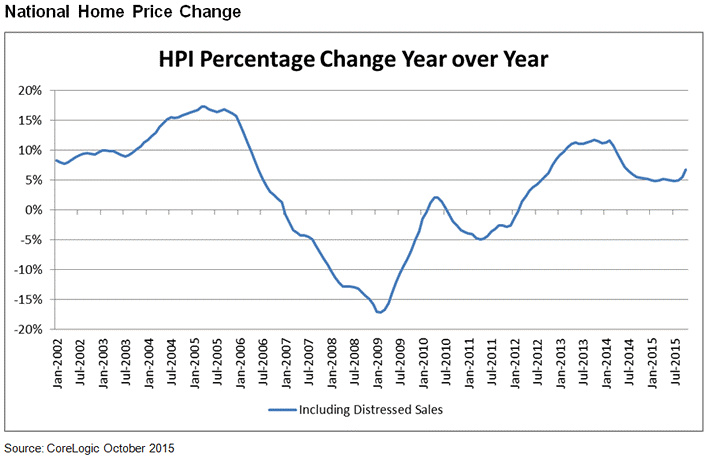 National Home Price Change
HPI Percentage Change Year over Year
20%
15%
10%
5%
0%
-5%
-10%
-15%
-20%
Jan-2002
Jul-2002
Jan-2003
Jul-2003
Jan-2004
Jul-2004
Jan-2005
Jul-2005
Jan-2006
Jul-2006
Jan-2007
Jul-2007
Jan-2008
Jul-2008
Jan-2009
Jul-2009
Jan-2010
Jul-2010
Jan-2011
Jul-2011
Jan-2012
Jul-2012
Jan-2013
Jul-2013
Jan-2014
Jul-2014
Jan-2015
Jul-2015
Including Distressed Sales
Source: CoreLogic October 2015